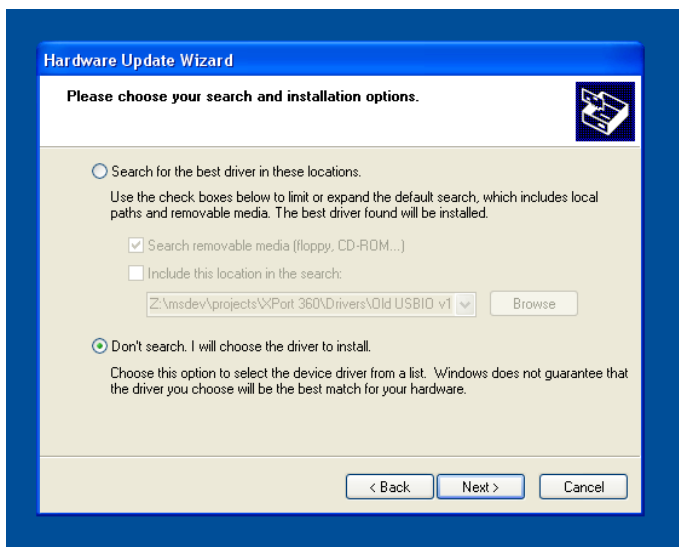 Hardware Update Wizard
Please choose your search and installation options.
Search for the best driver in these locations.
Use the check boxes below to limit or expand the default search, which includes local
paths and removable media. The best driver found will be installed.
Search removable media (floppy, CD-ROM...)
Include this location in the search:
Z:\msdev\projects\XPort 360\Drivers\Old USBIO v1
Browse
Don't search. I will choose the driver to install.
Choose this option to select the device driver from a list. Windows does not guarantee that
the driver you choose will be the best match for your hardware.
< Back
Next >
Cancel